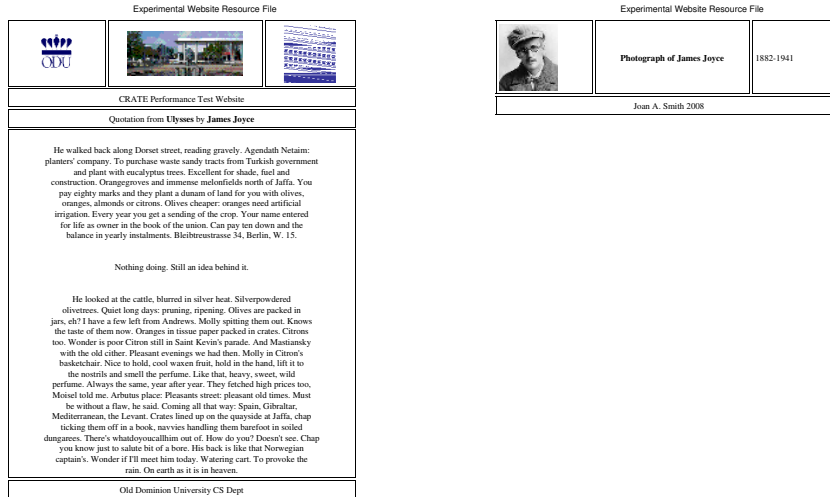 Experimental Website Resource File
ODU
CRATE Performance Test Website
Quotation from Ulysses by James Joyce
He walked back along Dorset street, reading gravely. Agendath Netaim:
planters' company. To purchase waste sandy tracts from Turkish government
and plant with eucalyptus trees. Excellent for shade, fuel and
construction. Orangegroves and immense melonfields north of Jaffa. You
pay eighty marks and they plant a dunam of land for you with olives,
oranges, almonds or citrons. Olives cheaper: oranges need artificial
irrigation. Every year you get a sending of the crop. Your name entered
for life as owner in the book of the union. Can pay ten down and the
balance in yearly instalments. Bleibtreustrasse 34, Berlin, W. 15.
Nothing doing. Still an idea behind it.
He looked at the cattle, blurred in silver heat. Silverpowdered
olivetrees. Quiet long days: pruning, ripening. Olives are packed in
jars, eh? I have a few left from Andrews. Molly spitting them out. Knows
the taste of them now. Oranges in tissue paper packed in crates. Citrons
too. Wonder is poor Citron still in Saint Kevin's parade. And Mastiansky
with the old cither. Pleasant evenings we had then. Molly in Citron's
basketchair. Nice to hold, cool waxen fruit, hold in the hand, lift it to
the nostrils and smell the perfume. Like that, heavy, sweet, wild
perfume. Always the same, year after year. They fetched high prices too,
Moisel told me. Arbutus place: Pleasants street: pleasant old times. Must
be without a flaw, he said. Coming all that way: Spain, Gibraltar,
Mediterranean, the Levant. Crates lined up on the quayside at Jaffa, chap
ticking them off in a book, navvies handling them barefoot in soiled
dungarees. There's whatdoyoucallhim out of. How do you? Doesn't see. Chap
you know just to salute bit of a bore. His back is like that Norwegian
captain's. Wonder if I'll meet him today. Watering cart. To provoke the
rain. On earth as it is in heaven.
Old Dominion University CS Dept
Experimental Website Resource File
Photograph of James Joyce
1882-1941
Joan A. Smith 2008